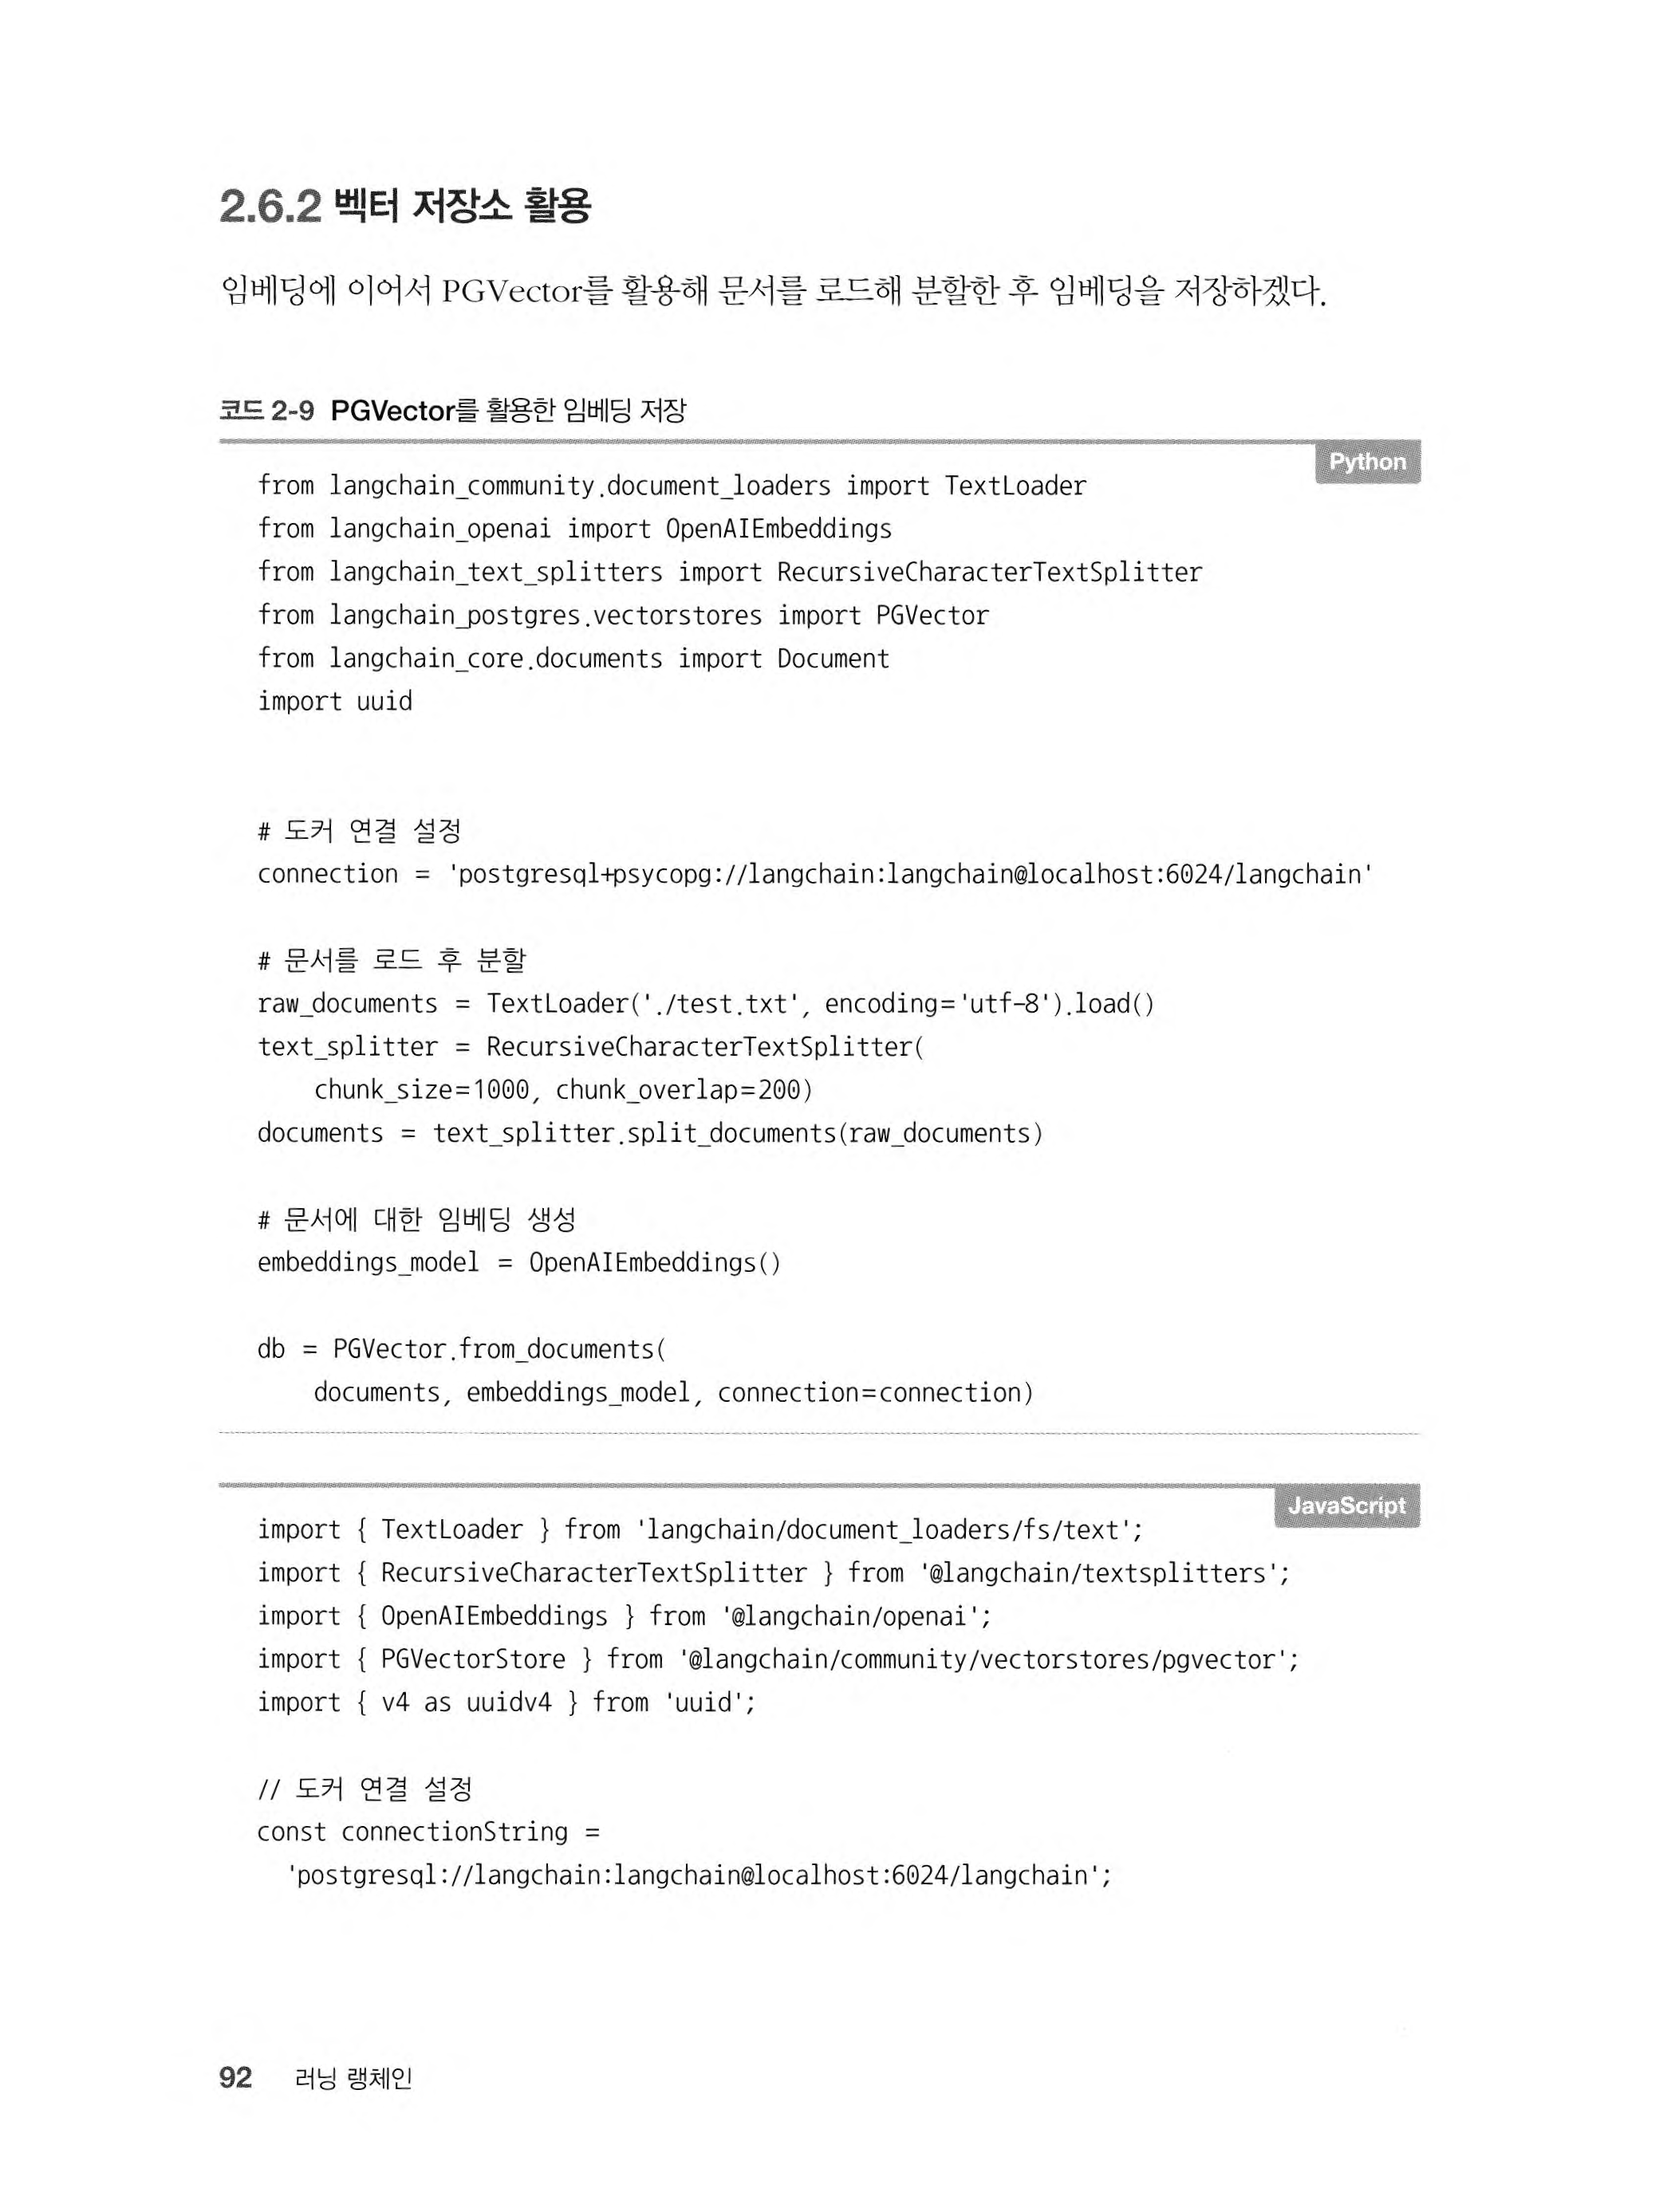 2.6.2 벡터 저장소 활용
임베딩에 이어서 PGVector를 활용해 문서를 로드해 분할한 후 임베딩을 저장하겠다.
코드 2-9 PGVector를 활용한 임베딩 저장
Python
from langchain_community.document_loaders import TextLoader
from langchain_openai import OpenAIEmbeddings
from langchain_text_splitters import RecursiveCharacterTextSplitter
from langchain_postgres.vectorstores import PGVector
from langchain_core.documents import Document
import uuid
# 도커 연결 설정
connection = 'postgresql+psycopg://langchain:langchain@localhost:6024/langchain'
# 문서를 로드 후 분할
raw_documents = TextLoader('./test.txt', encoding='utf-8').load()
text_splitter = RecursiveCharacterTextSplitter(
    chunk_size=1000, chunk_overlap=200)
documents = text_splitter.split_documents(raw_documents)
# 문서에 대한 임베딩 생성
embeddings_model = OpenAIEmbeddings()
db = PGVector.from_documents(
    documents, embeddings_model, connection=connection)
JavaScript
import { TextLoader } from 'langchain/document_loaders/fs/text';
import { RecursiveCharacterTextSplitter } from '@langchain/textsplitters';
import { OpenAIEmbeddings } from '@langchain/openai';
import { PGVectorStore } from '@langchain/community/vectorstores/pgvector';
import { v4 as uuidv4 } from 'uuid';
// 도커 연결 설정
const connectionString =
  'postgresql://langchain:langchain@localhost:6024/langchain';
92 러닝 랭체인